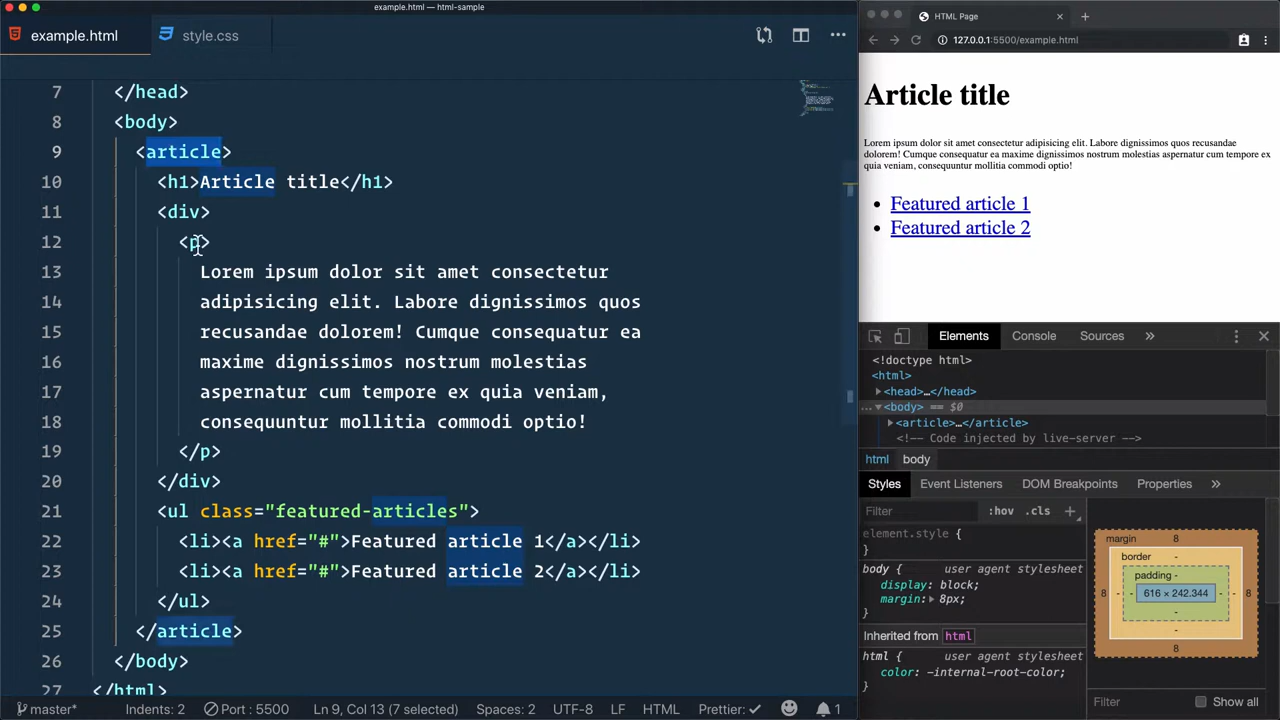 example.html — html-sample
example.html
style.css
7 </head>
8 <body>
9 <article>
10 <h1>Article title</h1>
11 <div>
12 <p>
13 Lorem ipsum dolor sit amet consectetur
14 adipisicing elit. Labore dignissimos quos
15 recusandae dolorem! Cumque consequatur ea
16 maxime dignissimos nostrum molestias
17 aspernatur cum tempore ex quia veniam,
18 consequuntur mollitia commodi optio!
19 </p>
20 </div>
21 <ul class="featured-articles">
22 <li><a href="#">Featured article 1</a></li>
23 <li><a href="#">Featured article 2</a></li>
24 </ul>
25 </article>
26 </body>
27 </html>
master*
Indents: 2
Port : 5500
Ln 9, Col 13 (7 selected)
Spaces: 2
UTF-8
LF
HTML
Prettier: ✓
1
HTML Page
127.0.0.1:5500/example.html
Article title
Lorem ipsum dolor sit amet consectetur adipisicing elit. Labore dignissimos quos recusandae
dolorem! Cumque consequatur ea maxime dignissimos nostrum molestias aspernatur cum tempore ex
quia veniam, consequuntur mollitia commodi optio!
• Featured article 1
• Featured article 2
Elements
Console
Sources
»
<!doctype html>
<html>
<head>…</head>
… <body> == $0
<article>…</article>
<!-- Code injected by live-server -->
html body
Styles
Event Listeners
DOM Breakpoints
Properties
»
Filter
:hov
.cls
+
element.style {
}
body {
user agent stylesheet
display: block;
margin: 8px;
}
Inherited from html
html {
user agent stylesheet
color: -internal-root-color;
}
margin 8
border -
padding -
8 - - 616 × 242.344 - - 8
-
-
8
Filter
Show all